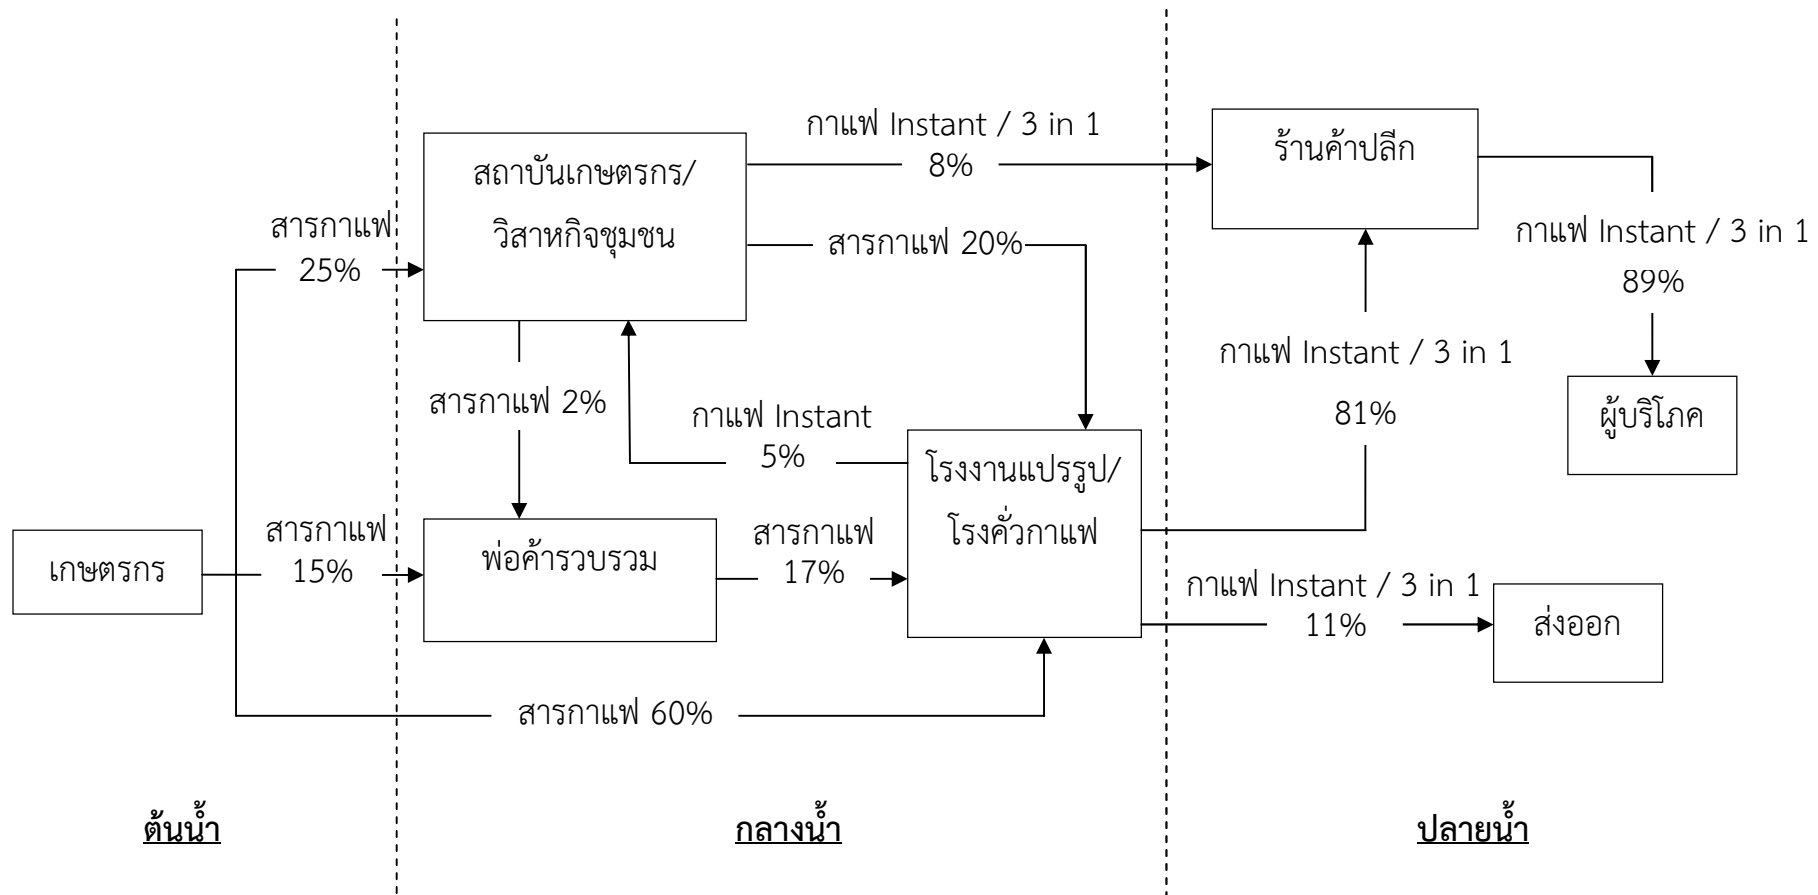 กาแฟ Instant / 3 in 1
8%
ร้านค้าปลีก
สถาบันเกษตรกร/
วิสาหกิจชุมชน
สารกาแฟ
25%
สารกาแฟ 20%
กาแฟ Instant / 3 in 1
89%
กาแฟ Instant / 3 in 1
81%
สารกาแฟ 2%
กาแฟ Instant
5%
ผู้บริโภค
โรงงานแปรรูป/
โรงคั่วกาแฟ
เกษตรกร
สารกาแฟ
15%
พ่อค้ารวบรวม
สารกาแฟ
17%
กาแฟ Instant / 3 in 1
11%
ส่งออก
สารกาแฟ 60%
ต้นน้ำ
กลางน้ำ
ปลายน้ำ